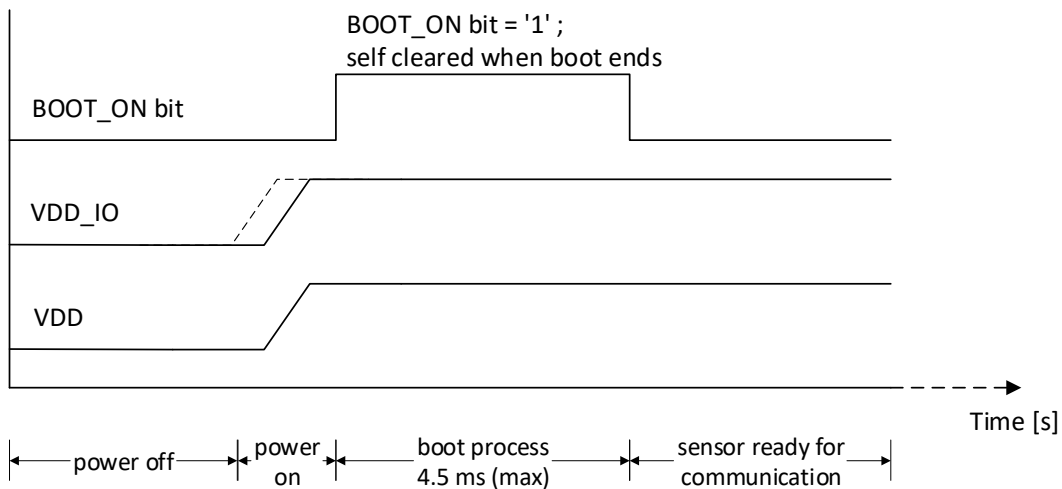 BOOT_ON bit = '1' ;
self cleared when boot ends
BOOT_ON bit
VDD_IO
VDD
Time [s]
power off
power
on
boot process
4.5 ms (max)
sensor ready for
communication